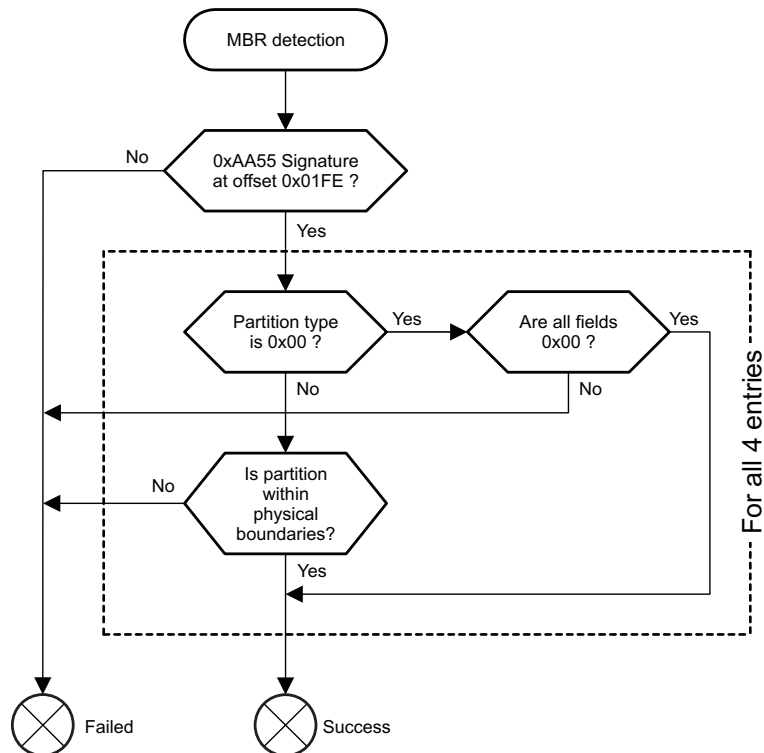 MBR detection
No
0xAA55 Signature
at offset 0x01FE ?
Yes
Partition type
is 0x00 ?
Yes
Are all fields
0x00 ?
Yes
No
No
No
Is partition
within
physical
boundaries?
Yes
For all 4 entries
Failed
Success